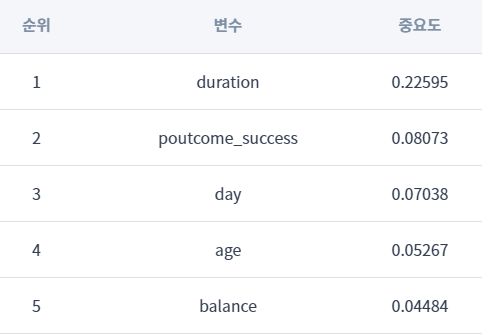 순위 변수 중요도
1 duration 0.22595
2 poutcome_success 0.08073
3 day 0.07038
4 age 0.05267
5 balance 0.04484